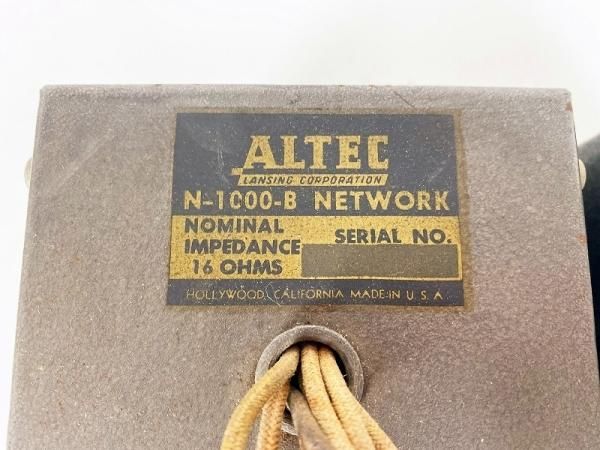 ALTEC
LANSING CORPORATION
N-1000-B NETWORK
NOMINAL
IMPEDANCE
16 OHMS
SERIAL NO.
HOLLYWOOD, CALIFORNIA MADE IN U.S.A